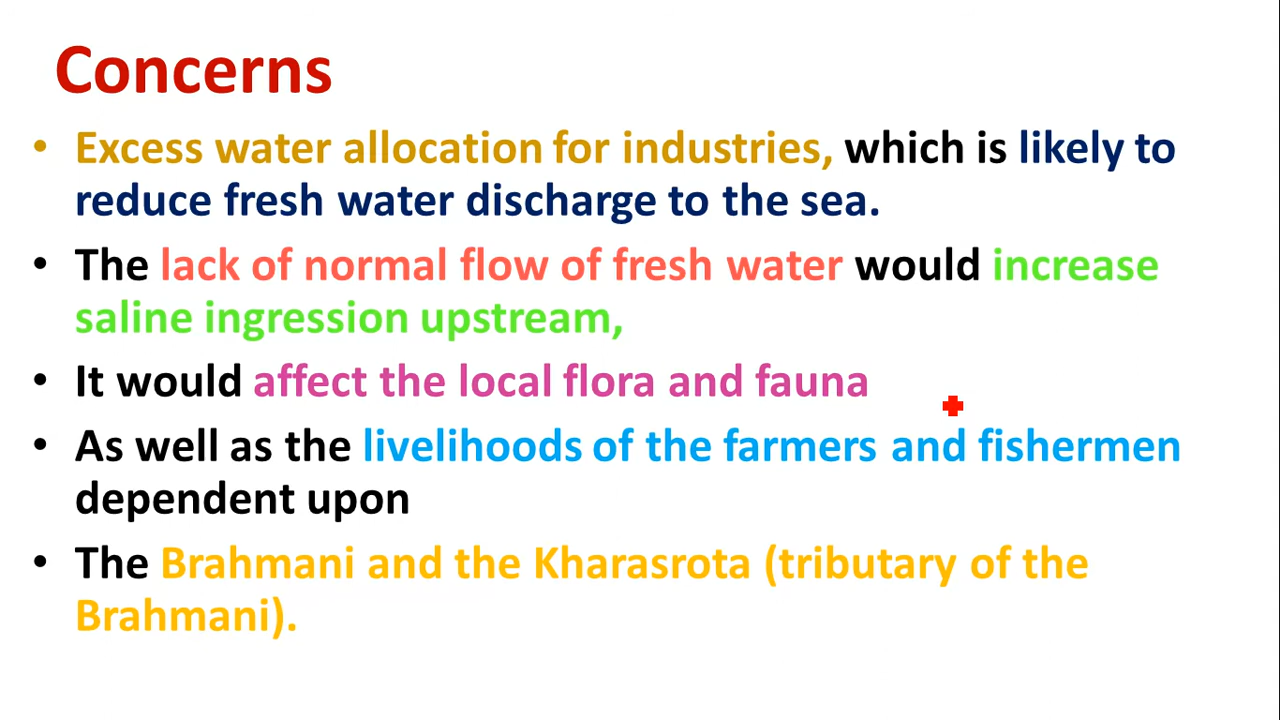 Concerns
• Excess water allocation for industries, which is likely to
reduce fresh water discharge to the sea.
• The lack of normal flow of fresh water would increase
saline ingression upstream,
• It would affect the local flora and fauna
• As well as the livelihoods of the farmers and fishermen
dependent upon
• The Brahmani and the Kharasrota (tributary of the
Brahmani).